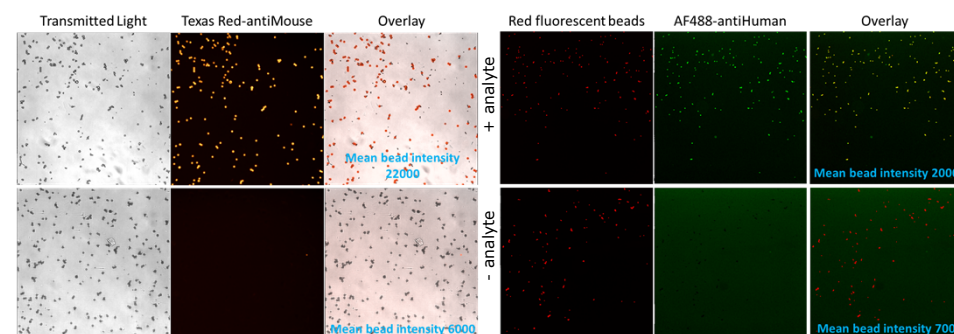 Transmitted Light
Texas Red-antiMouse
Overlay
Red fluorescent beads
AF488-antiHuman
Overlay
+ analyte
Mean bead intensity
22000
Mean bead intensity 2000
- analyte
Mean bead intensity 6000
Mean bead intensity 700